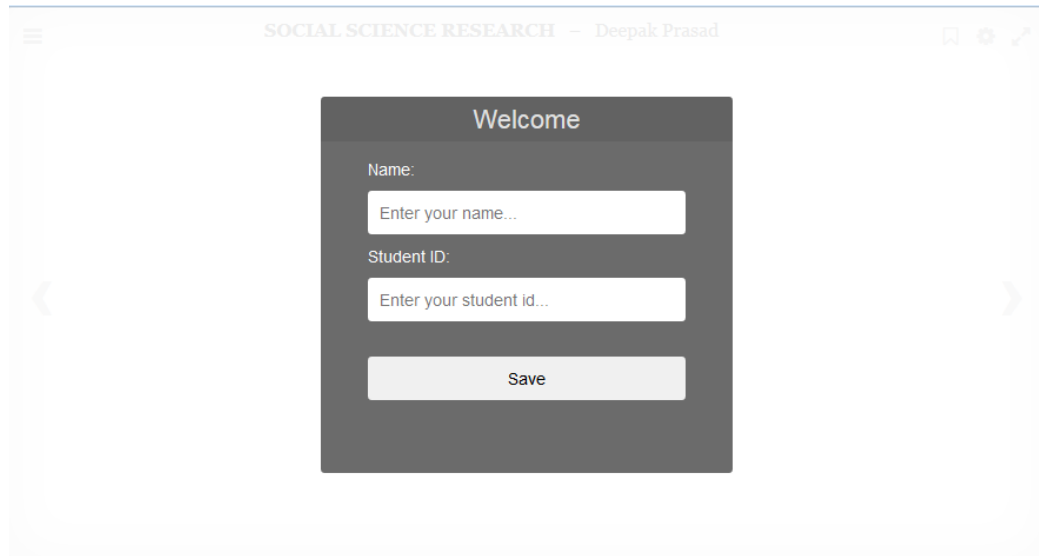 SOCIAL SCIENCE RESEARCH – Deepak Prasad
Welcome
Name:
Enter your name...
Student ID:
Enter your student id...
Save